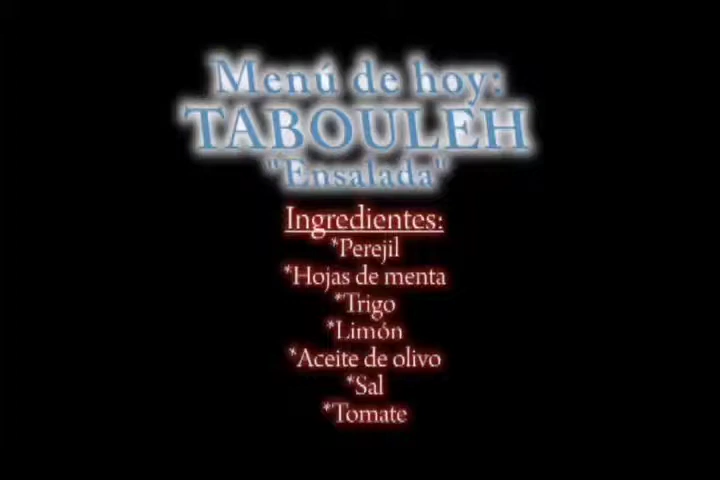 Menú de hoy:
TABOULEH
"Ensalada"
Ingredientes:
*Perejil
*Hojas de menta
*Trigo
*Limón
*Aceite de olivo
*Sal
*Tomate